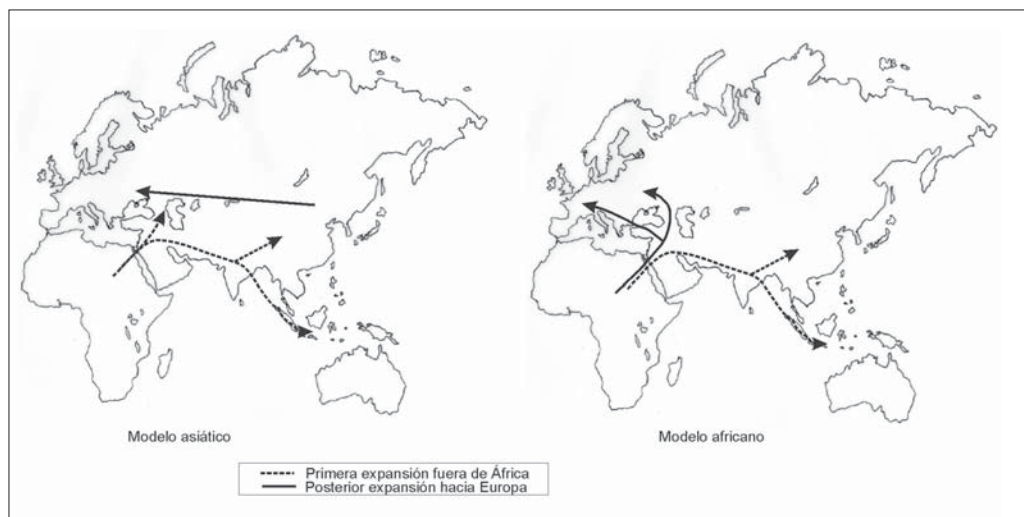 Modelo asiático
Modelo africano
Primera expansión fuera de África
Posterior expansión hacia Europa